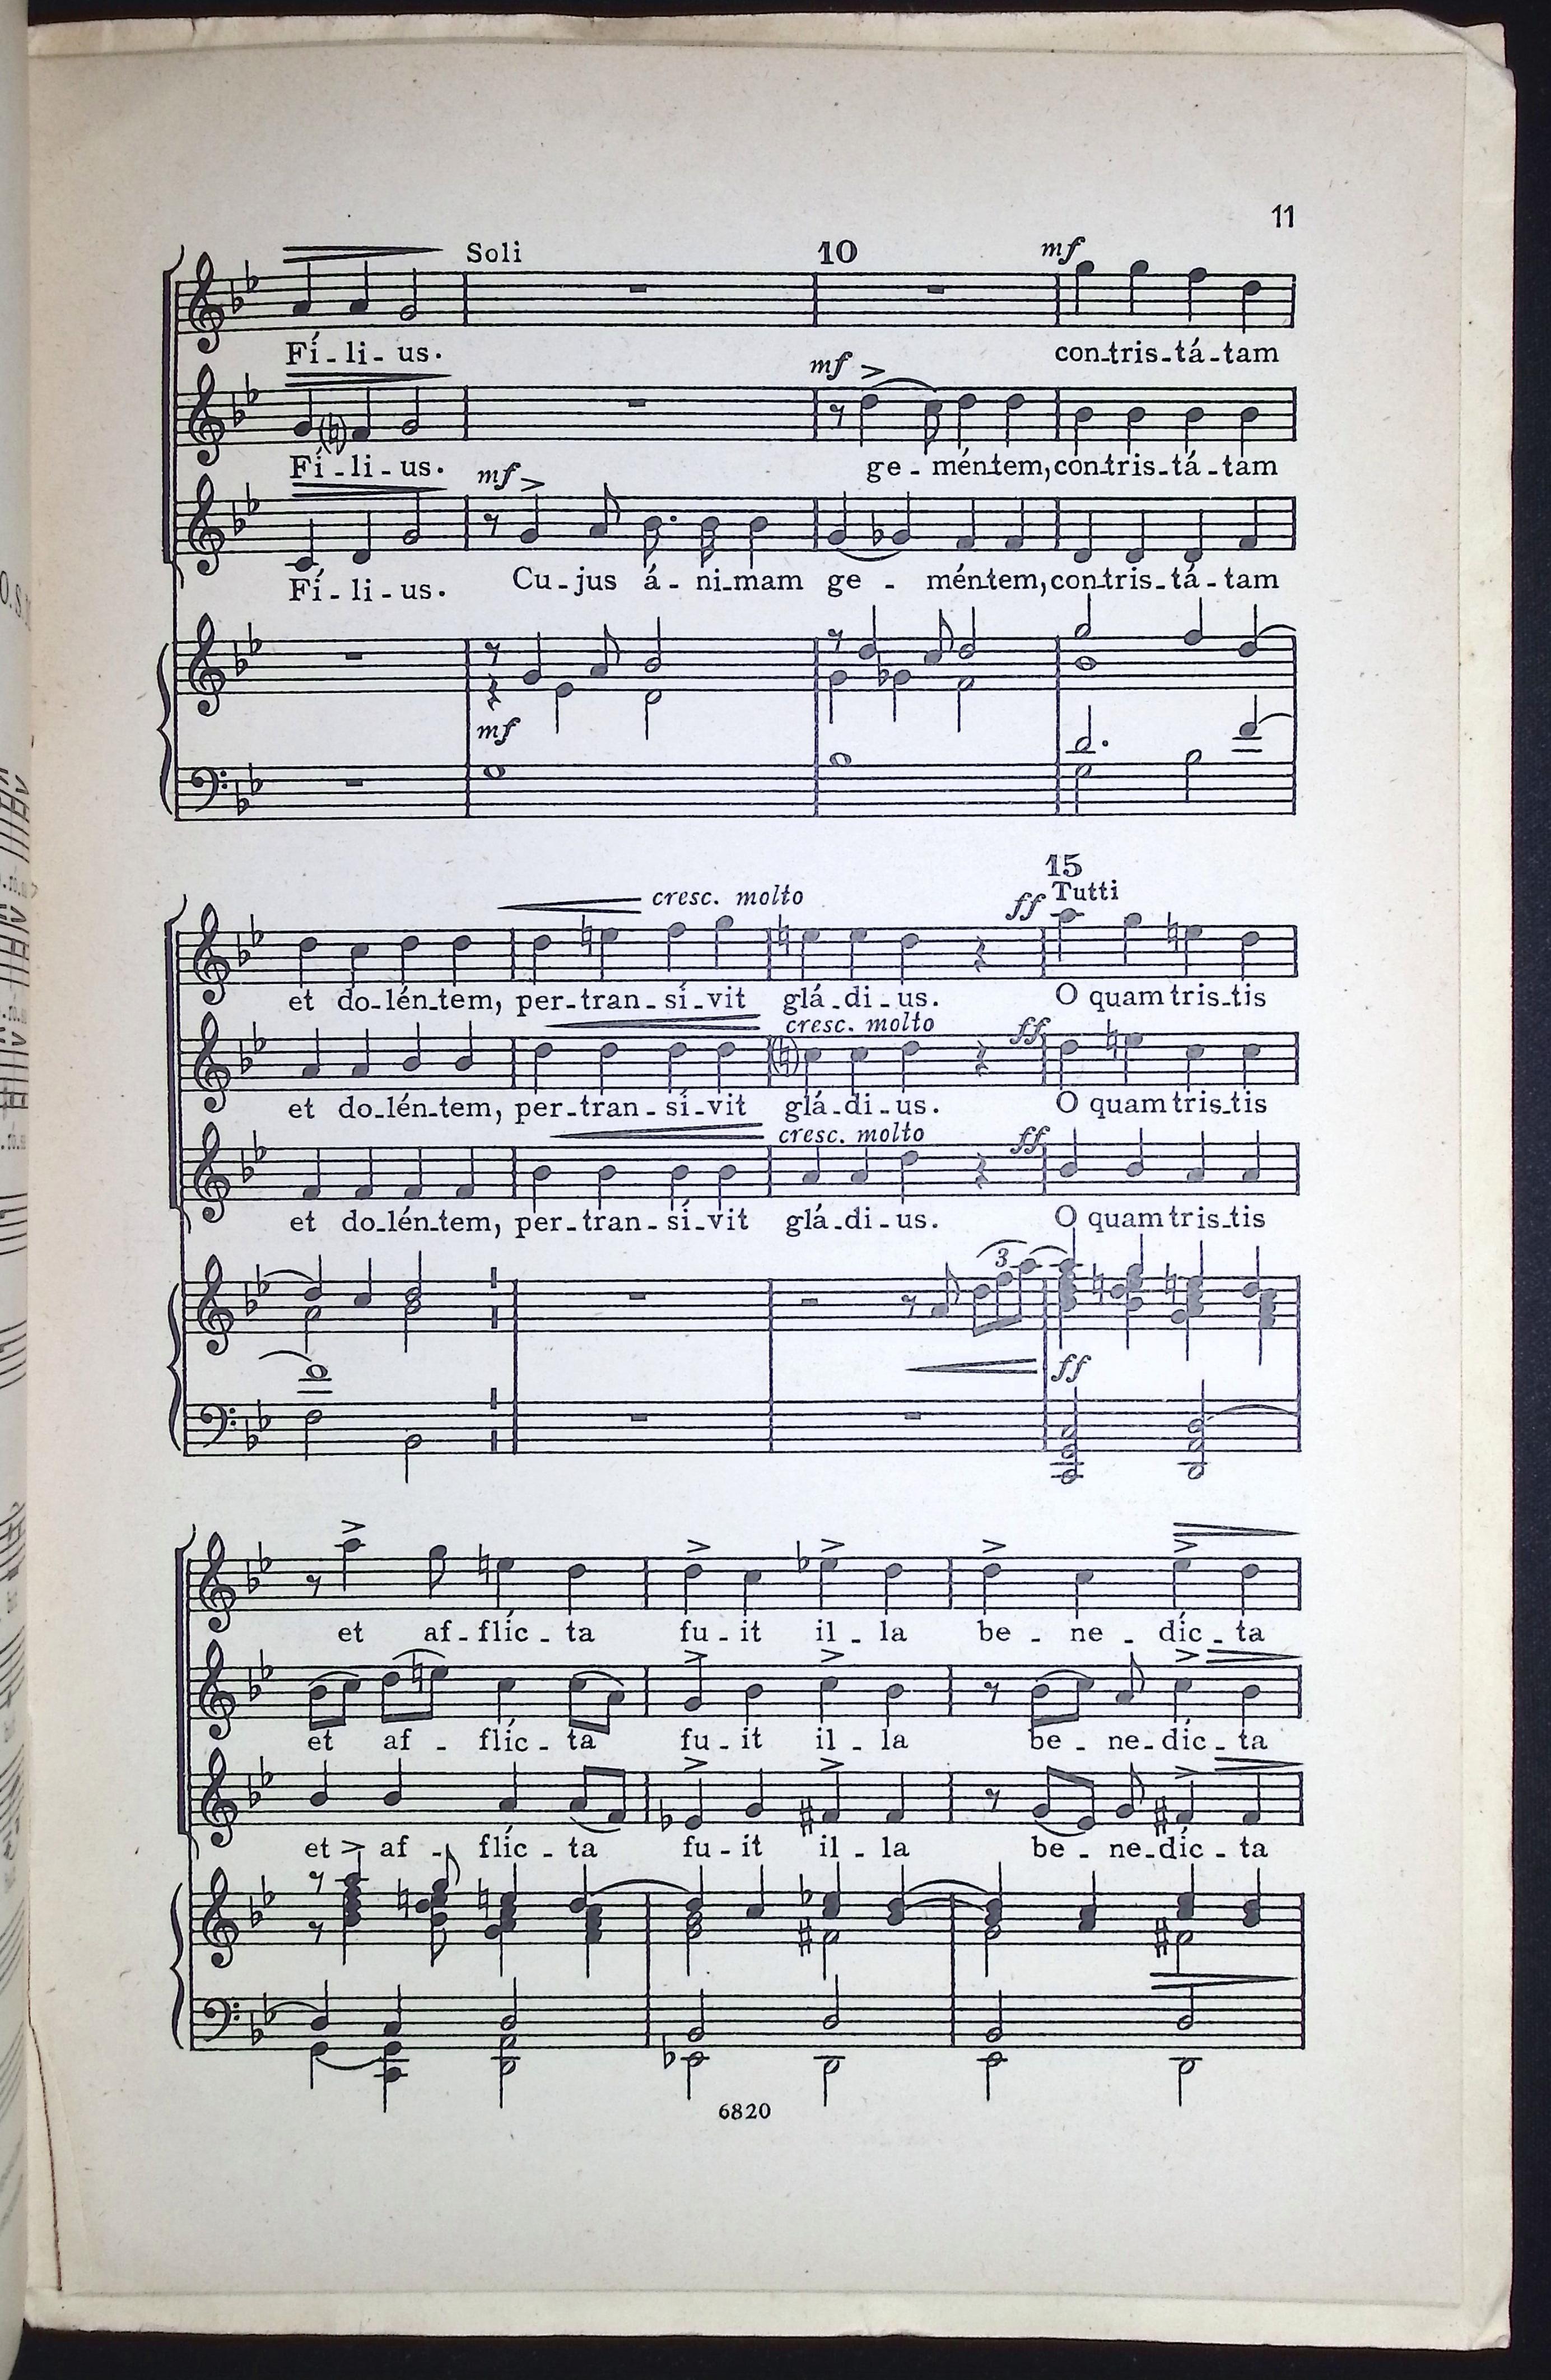 11
Soli 10 mf
Fí - li - us. con-tris-tá-tam
mf >
Fí - li - us. ge - méntem, con-tris-tá-tam
mf >
Fí - li - us. Cu-jus á-ni-mam ge - méntem, con-tris-tá-tam
mf
15
cresc. molto ff Tutti
et do-lén-tem, per-tran-sí-vit glá-di-us. O quam tris-tis
cresc. molto ff
et do-lén-tem, per-tran-sí-vit glá-di-us. O quam tris-tis
cresc. molto ff
et do-lén-tem, per-tran-sí-vit glá-di-us. O quam tris-tis
3
ff
et af-flíc-ta fu-it il-la be-ne-díc-ta
et af-flíc-ta fu-it il-la be-ne-díc-ta
et af-flíc-ta fu-it il-la be-ne-díc-ta
6820